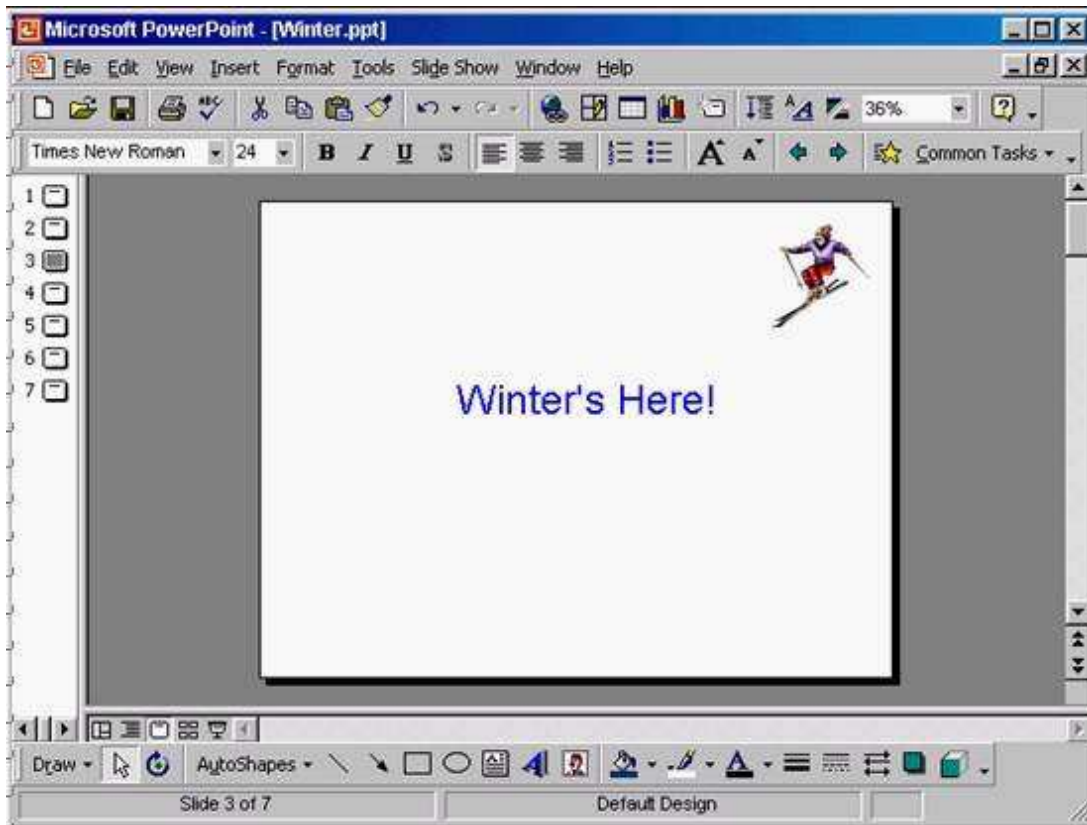 Microsoft PowerPoint - [Winter.ppt]
File Edit View Insert Format Tools Slide Show Window Help
ABC 36%
Times New Roman 24 B I U S A A Common Tasks
1
2
3
4
5
6
7
Winter's Here!
Draw AutoShapes A A
Slide 3 of 7 Default Design